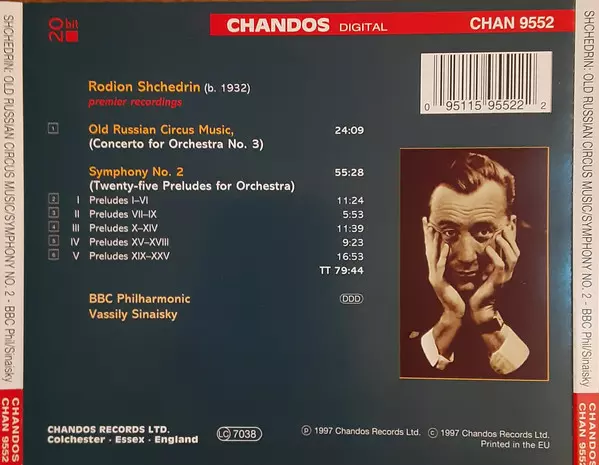 SHCHEDRIN: OLD RUSSIAN CIRCUS MUSIC/SYMPHONY NO. 2 - BBC Phil/Sinaisky
CHANDOS
CHAN 9552
20bit
CHANDOS DIGITAL CHAN 9552
0 95115 95522 2
Rodion Shchedrin (b. 1932)
premier recordings
1 Old Russian Circus Music, 24:09
(Concerto for Orchestra No. 3)
Symphony No. 2 55:28
(Twenty-five Preludes for Orchestra)
2 I Preludes I–VI 11:24
3 II Preludes VII–IX 5:53
4 III Preludes X–XIV 11:39
5 IV Preludes XV–XVIII 9:23
6 V Preludes XIX–XXV 16:53
TT 79:44
BBC Philharmonic DDD
Vassily Sinaisky
CHANDOS RECORDS LTD.
Colchester · Essex · England
LC 7038
℗ 1997 Chandos Records Ltd. © 1997 Chandos Records Ltd.
Printed in the EU
SHCHEDRIN: OLD RUSSIAN CIRCUS MUSIC/SYMPHONY NO. 2 - BBC Phil/Sinaisky
CHANDOS
CHAN 9552